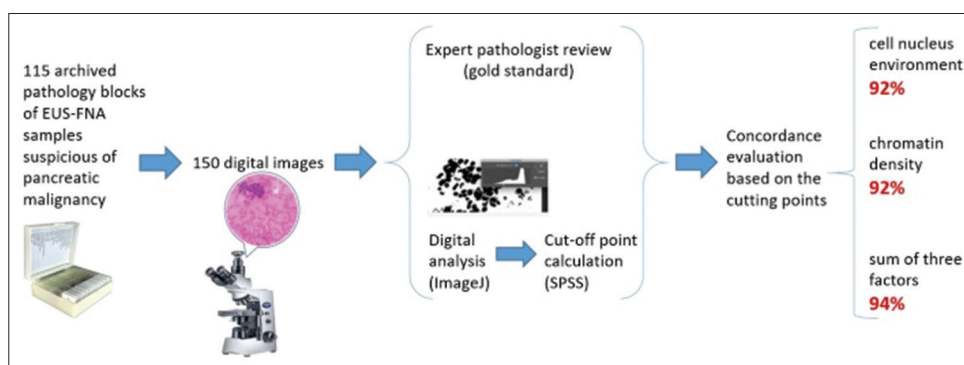 115 archived
pathology blocks
of EUS-FNA
samples
suspicious of
pancreatic
malignancy
150 digital images
Expert pathologist review
(gold standard)
Digital
analysis
(ImageJ)
Cut-off point
calculation
(SPSS)
Concordance
evaluation
based on the
cutting points
cell nucleus
environment
92%
chromatin
density
92%
sum of three
factors
94%